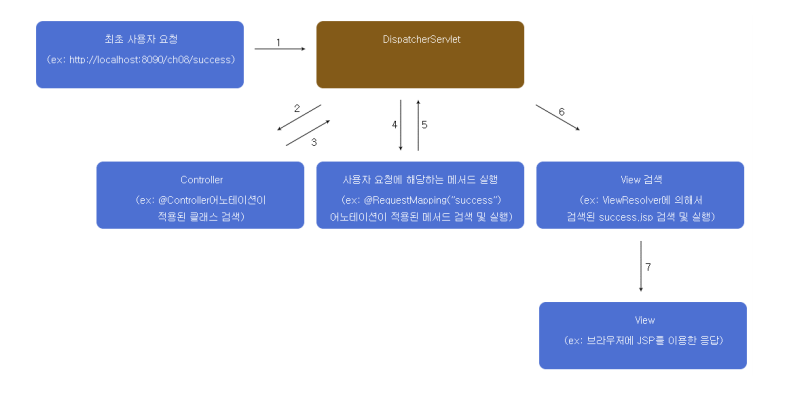 최초 사용자 요청
(ex: http://localhost:8090/ch08/success)
1
DispatcherServlet
2
3
4
5
6
Controller
(ex: @Controller어노테이션이
적용된 클래스 검색)
사용자 요청에 해당하는 메서드 실행
(ex: @RequestMapping("success")
어노테이션이 적용된 메서드 검색 및 실행)
View 검색
(ex: ViewResolver에 의해서
검색된 success.jsp 검색 및 실행)
7
View
(ex: 브라우저에 JSP를 이용한 응답)